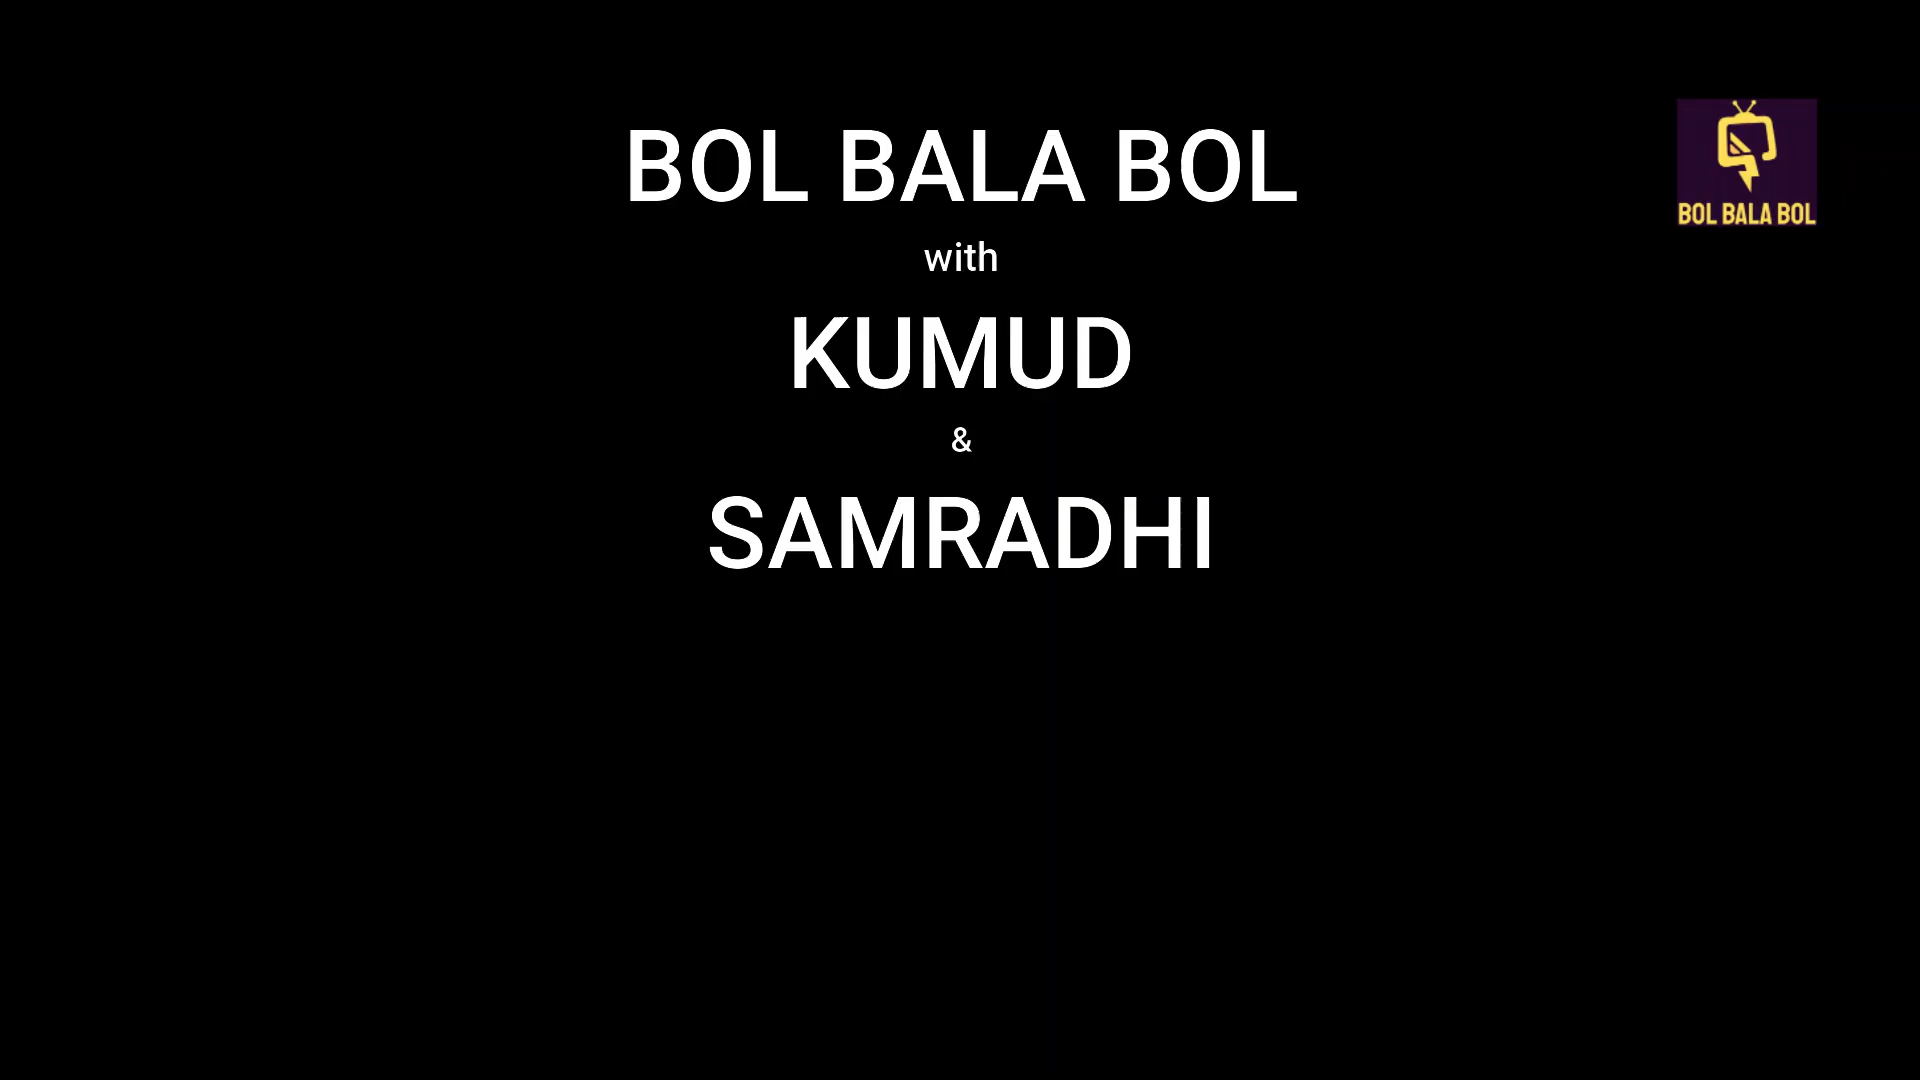 BOL BALA BOL
with
KUMUD
&
SAMRADHI
BOL BALA BOL